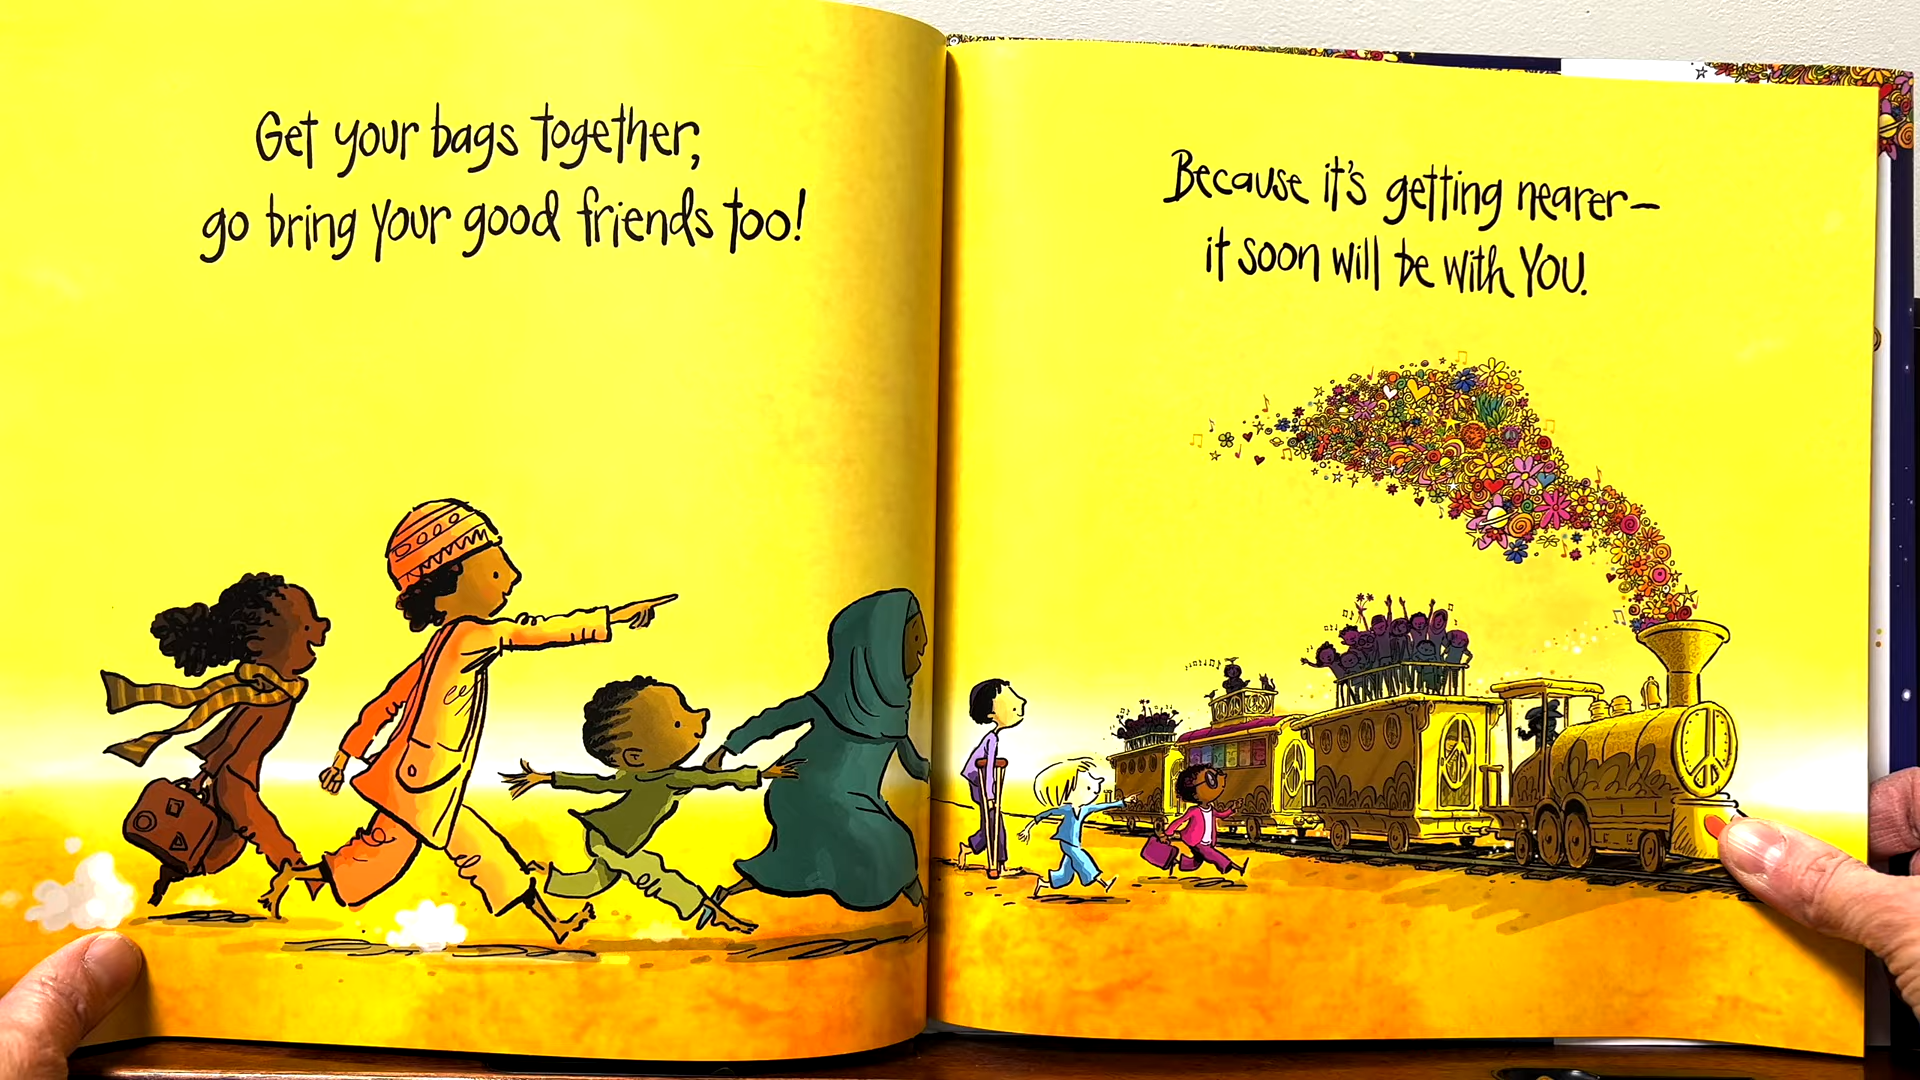 Get your bags together,
go bring your good friends too!
Because it's getting nearer—
it soon will be with YOU.